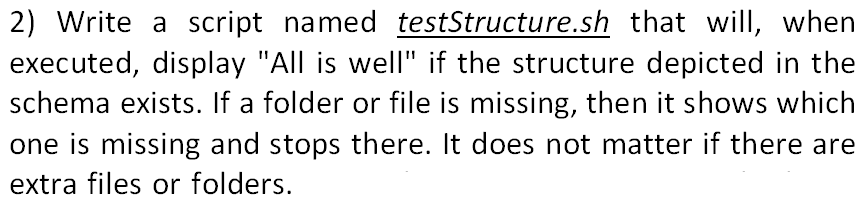 2) Write a script named testStructure.sh that will, when
executed, display "All is well" if the structure depicted in the
schema exists. If a folder or file is missing, then it shows which
one is missing and stops there. It does not matter if there are
extra files or folders.